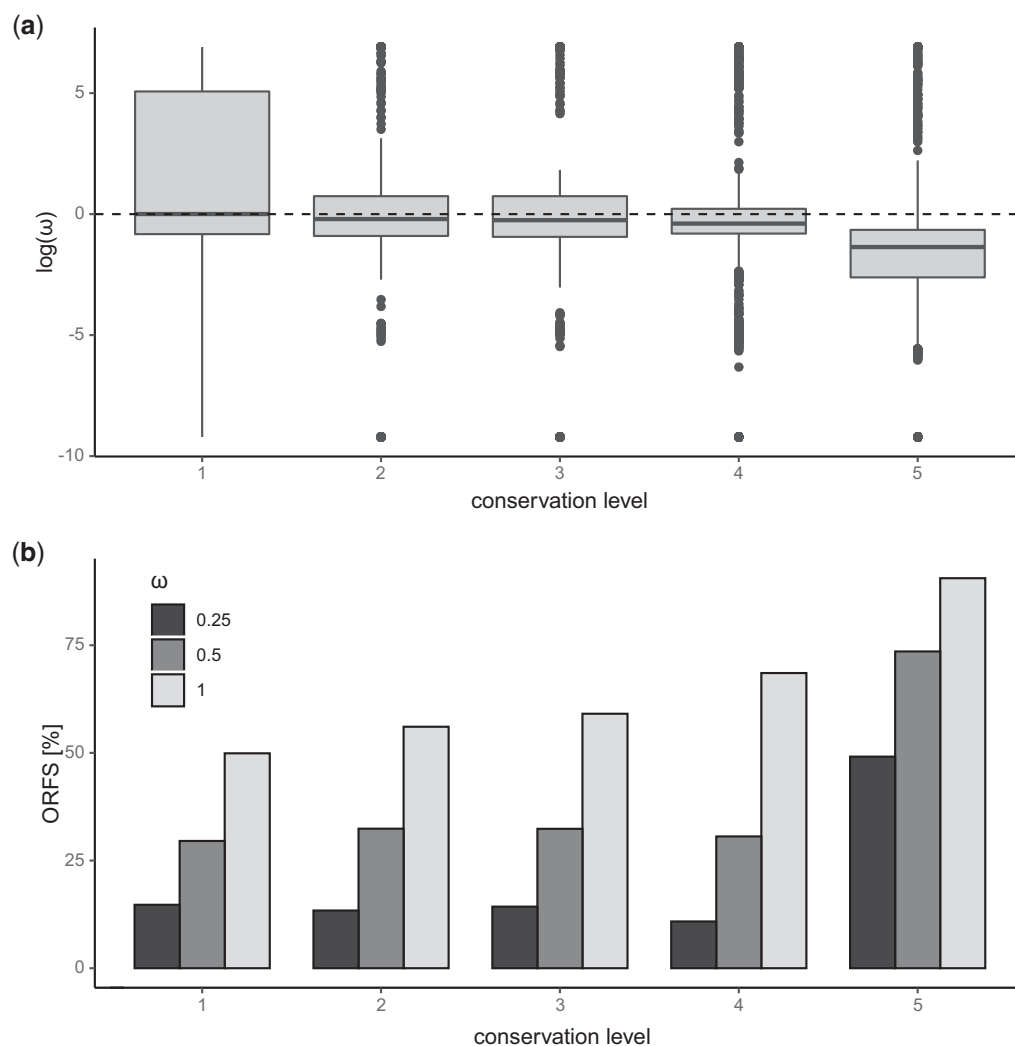 (a)
5
0
-5
-10
log(ω)
1 2 3 4 5
conservation level
(b)
ω
0.25
0.5
1
75
50
25
0
ORFS [%]
1 2 3 4 5
conservation level